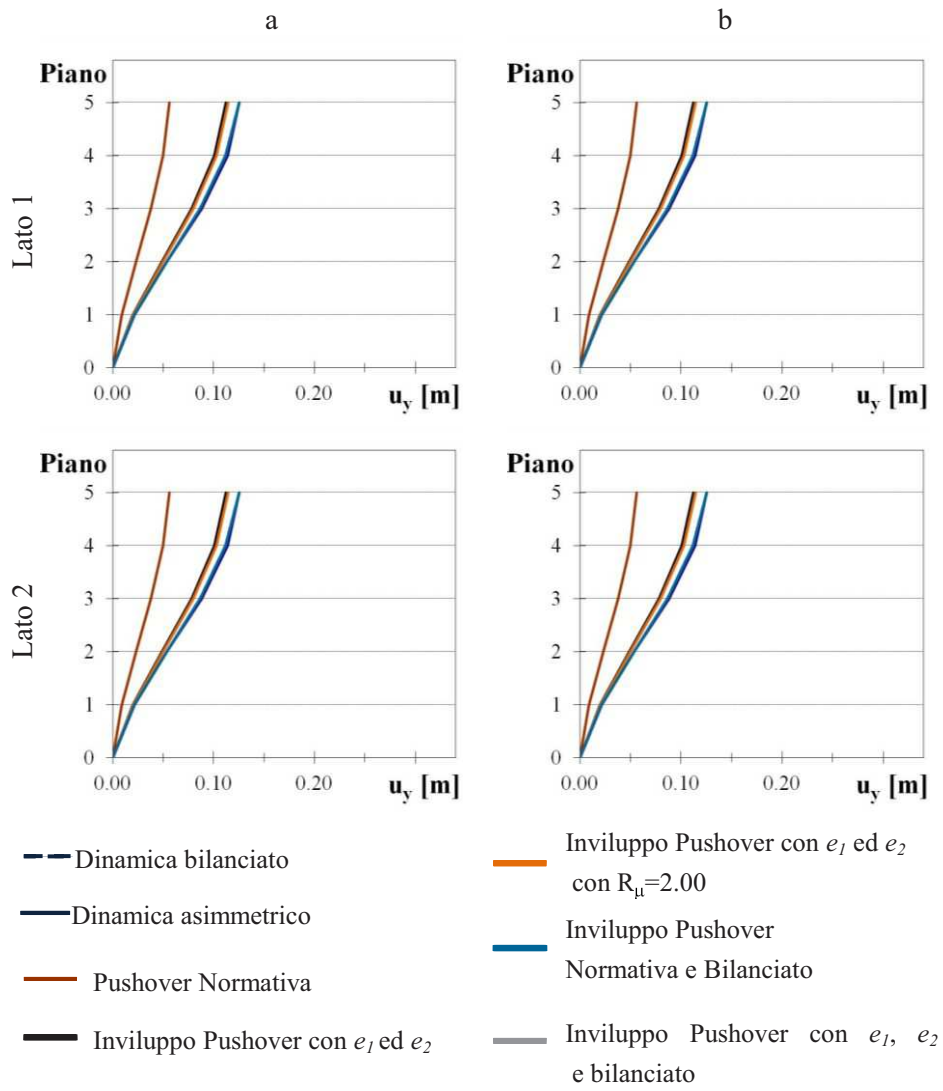 a
b
Lato 1
Piano
5
4
3
2
1
0
0.00 0.10 0.20 u_y [m]
Piano
5
4
3
2
1
0
0.00 0.10 0.20 u_y [m]
Lato 2
Piano
5
4
3
2
1
0
0.00 0.10 0.20 u_y [m]
Piano
5
4
3
2
1
0
0.00 0.10 0.20 u_y [m]
Dinamica bilanciato
Dinamica asimmetrico
Pushover Normativa
Inviluppo Pushover con e1 ed e2
Inviluppo Pushover con e1 ed e2
con Rμ=2.00
Inviluppo Pushover
Normativa e Bilanciato
Inviluppo Pushover con e1, e2
e bilanciato